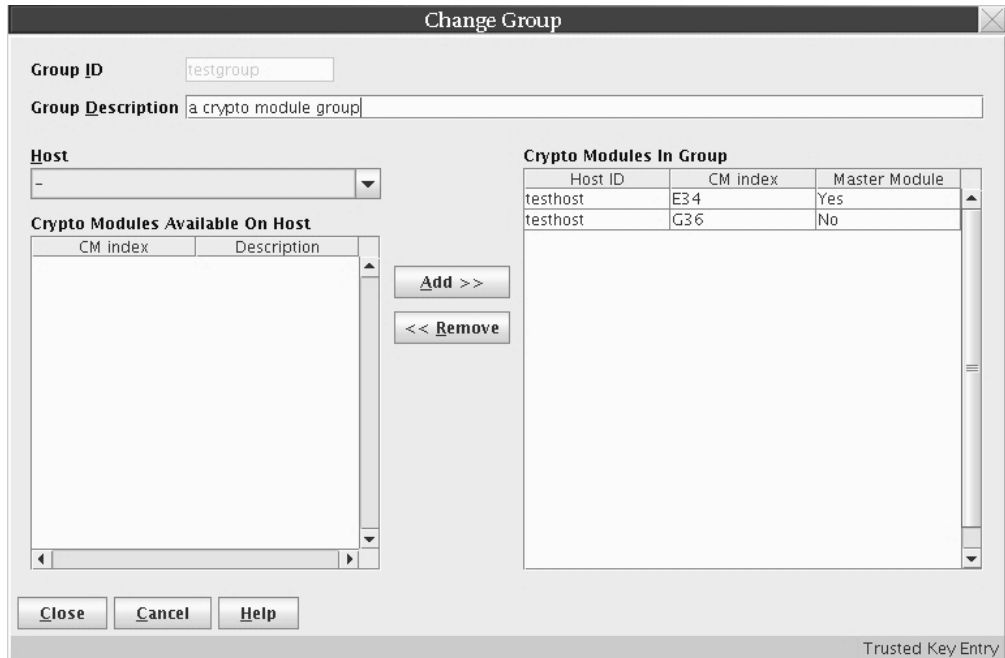 Change Group
Group ID testgroup
Group Description a crypto module group
Host
-
Crypto Modules Available On Host
CM index Description
Add >>
<< Remove
Crypto Modules In Group
Host ID CM index Master Module
testhost E34 Yes
testhost G36 No
Close Cancel Help
Trusted Key Entry